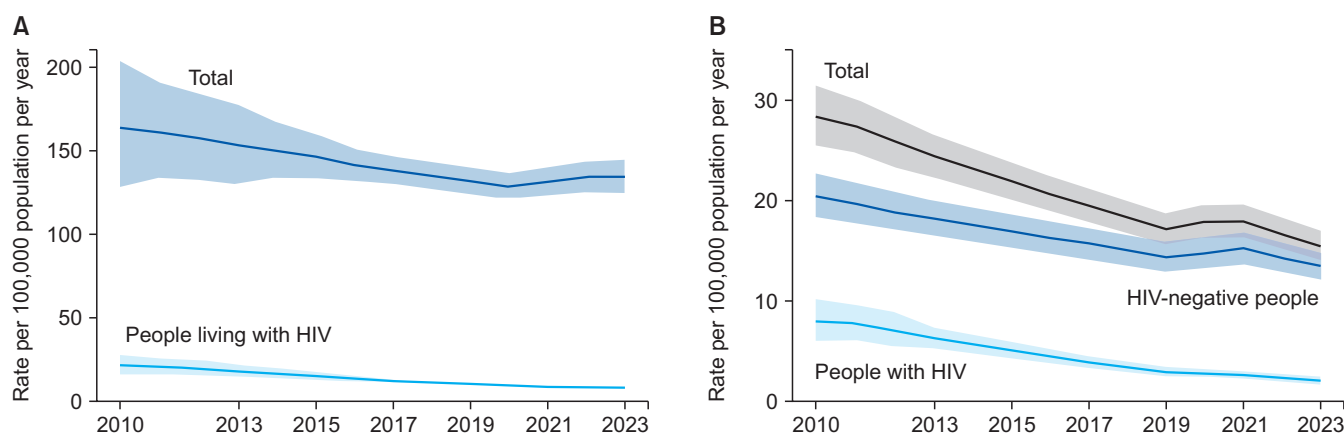 A
Rate per 100,000 population per year
200
150
100
50
0
Total
People living with HIV
2010 2013 2015 2017 2019 2021 2023
B
Rate per 100,000 population per year
30
20
10
0
Total
HIV-negative people
People with HIV
2010 2013 2015 2017 2019 2021 2023